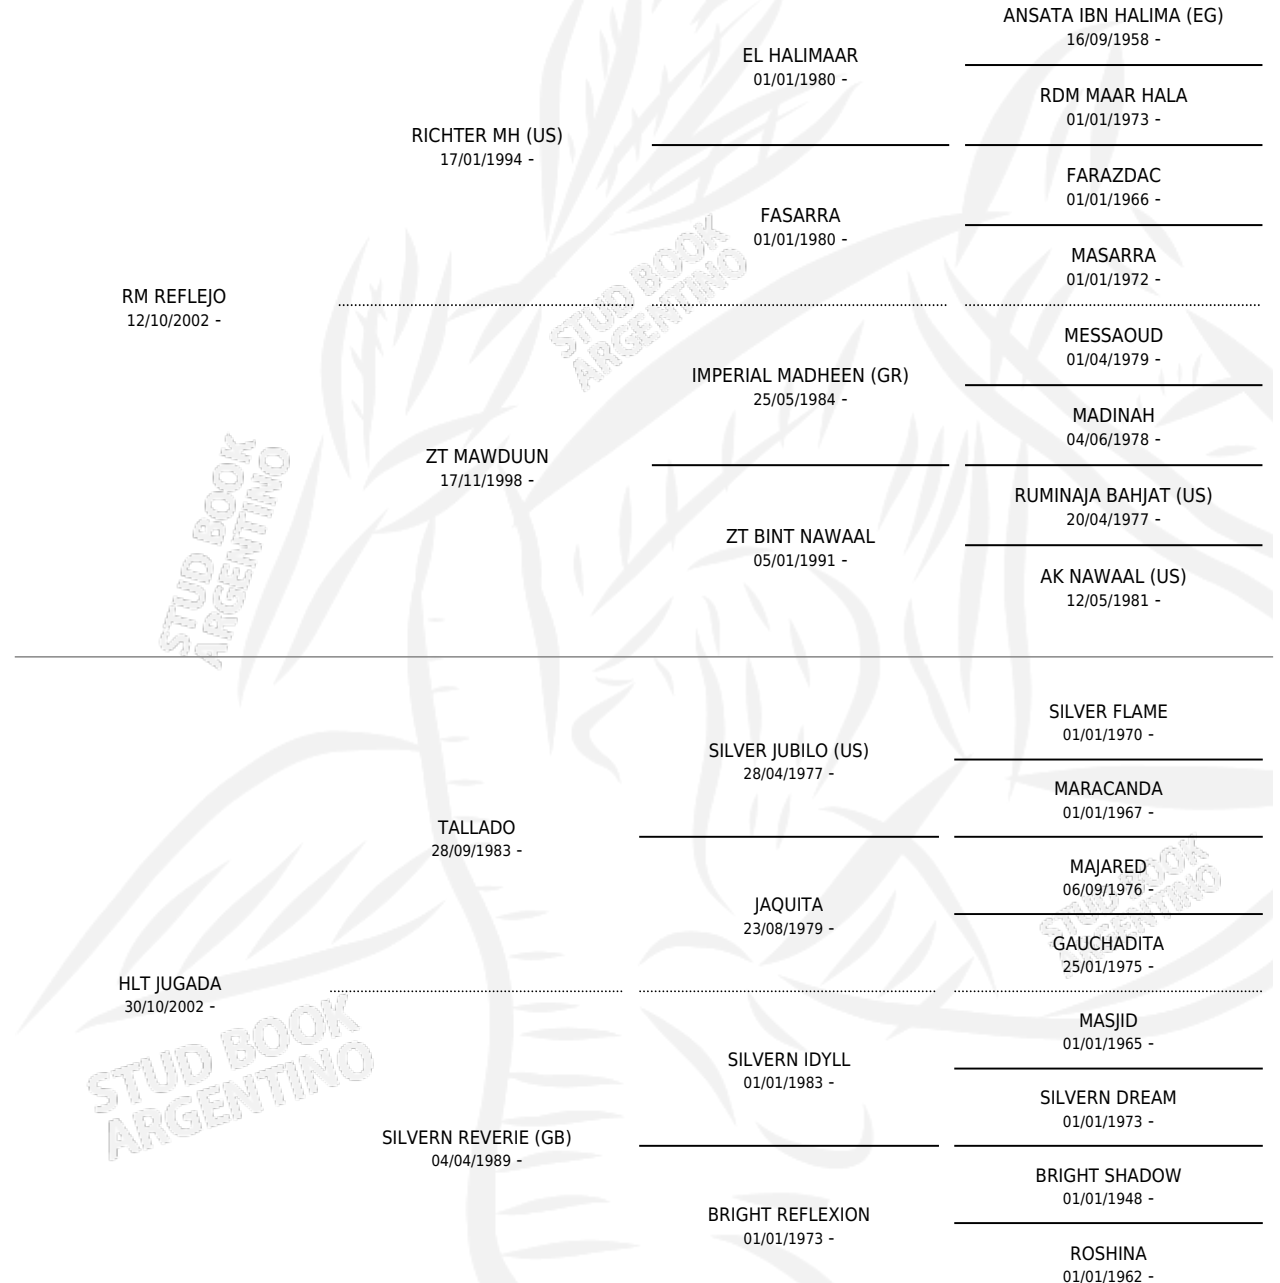 ANSATA IBN HALIMA (EG)
16/09/1958 -
EL HALIMAAR
01/01/1980 -
RDM MAAR HALA
01/01/1973 -
RICHTER MH (US)
17/01/1994 -
FARAZDAC
01/01/1966 -
FASARRA
01/01/1980 -
MASARRA
01/01/1972 -
RM REFLEJO
12/10/2002 -
MESSAOUD
01/04/1979 -
IMPERIAL MADHEEN (GR)
25/05/1984 -
MADINAH
04/06/1978 -
ZT MAWDUUN
17/11/1998 -
RUMINAJA BAHJAT (US)
20/04/1977 -
ZT BINT NAWAAL
05/01/1991 -
AK NAWAAL (US)
12/05/1981 -
STUD BOOK
ARGENTINO
STUD BOOK
ARGENTINO
SILVER FLAME
01/01/1970 -
SILVER JUBILO (US)
28/04/1977 -
MARACANDA
01/01/1967 -
TALLADO
28/09/1983 -
MAJARED
06/09/1976 -
JAQUITA
23/08/1979 -
GAUCHADITA
25/01/1975 -
HLT JUGADA
30/10/2002 -
MASJID
01/01/1965 -
SILVERN IDYLL
01/01/1983 -
SILVERN DREAM
01/01/1973 -
SILVERN REVERIE (GB)
04/04/1989 -
BRIGHT SHADOW
01/01/1948 -
BRIGHT REFLEXION
01/01/1973 -
ROSHINA
01/01/1962 -
STUD BOOK
ARGENTINO
STUD BOOK
ARGENTINO